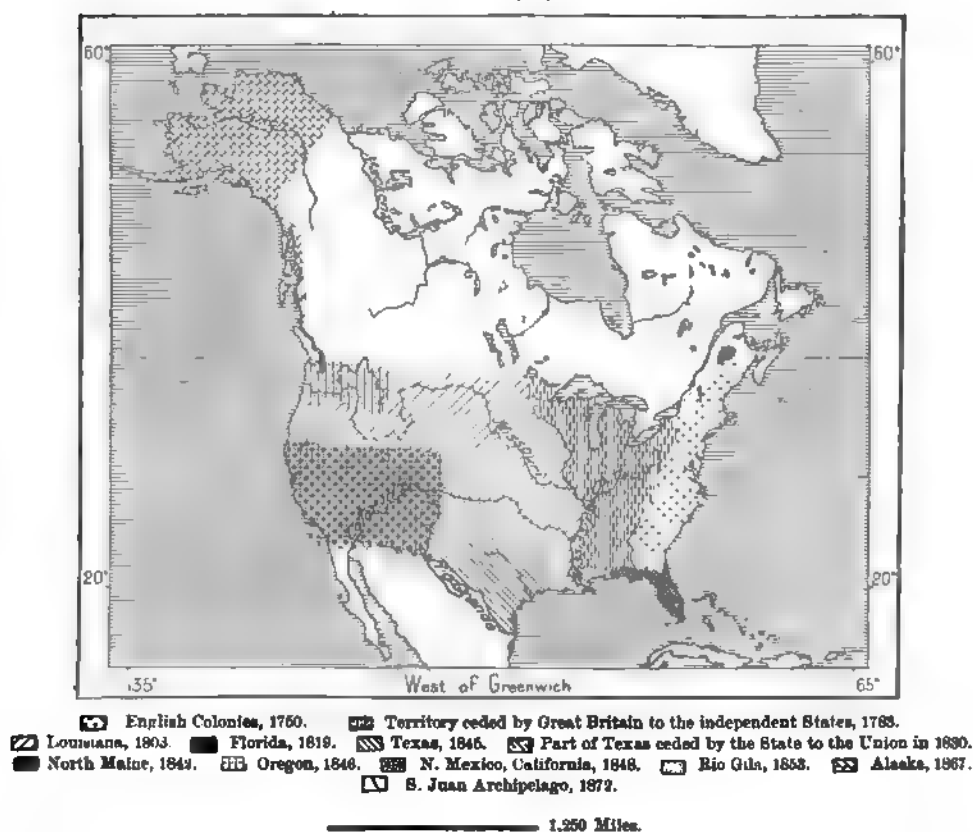 60° 60°
20° 20°
135° West of Greenwich 65°
English Colonies, 1750. Territory ceded by Great Britain to the independent States, 1783.
Louisiana, 1803. Florida, 1819. Texas, 1845. Part of Texas ceded by the State to the Union in 1850.
North Maine, 1842. Oregon, 1846. N. Mexico, California, 1848. Rio Gila, 1853. Alaska, 1867.
S. Juan Archipelago, 1872.
1,250 Miles.